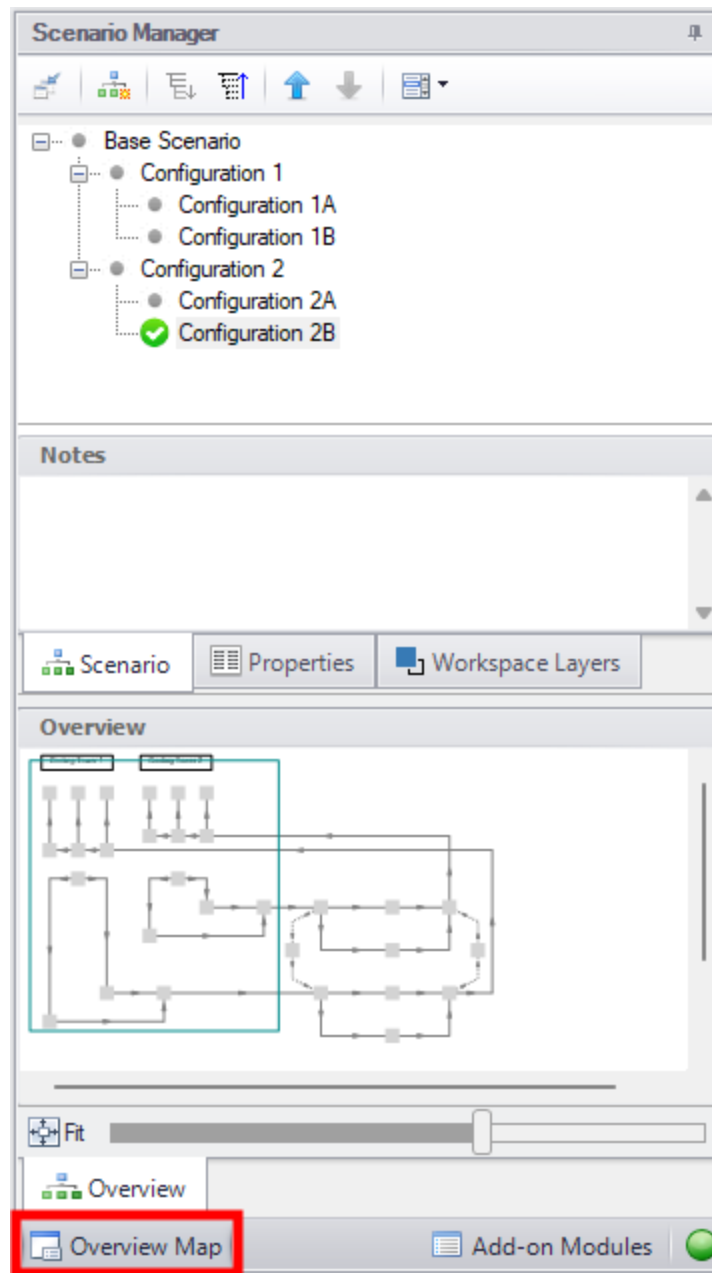 Scenario Manager
Base Scenario
Configuration 1
Configuration 1A
Configuration 1B
Configuration 2
Configuration 2A
Configuration 2B
Notes
Scenario Properties Workspace Layers
Overview
Fit
Overview
Overview Map Add-on Modules